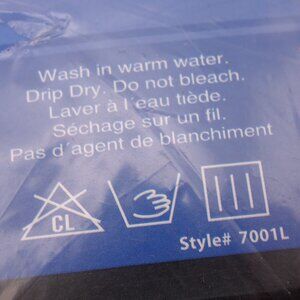 Wash in warm water.
Drip Dry. Do not bleach.
Laver à l´eau tiède.
Séchage sur un fil.
Pas d´agent de blanchiment
CL
Style# 7001L